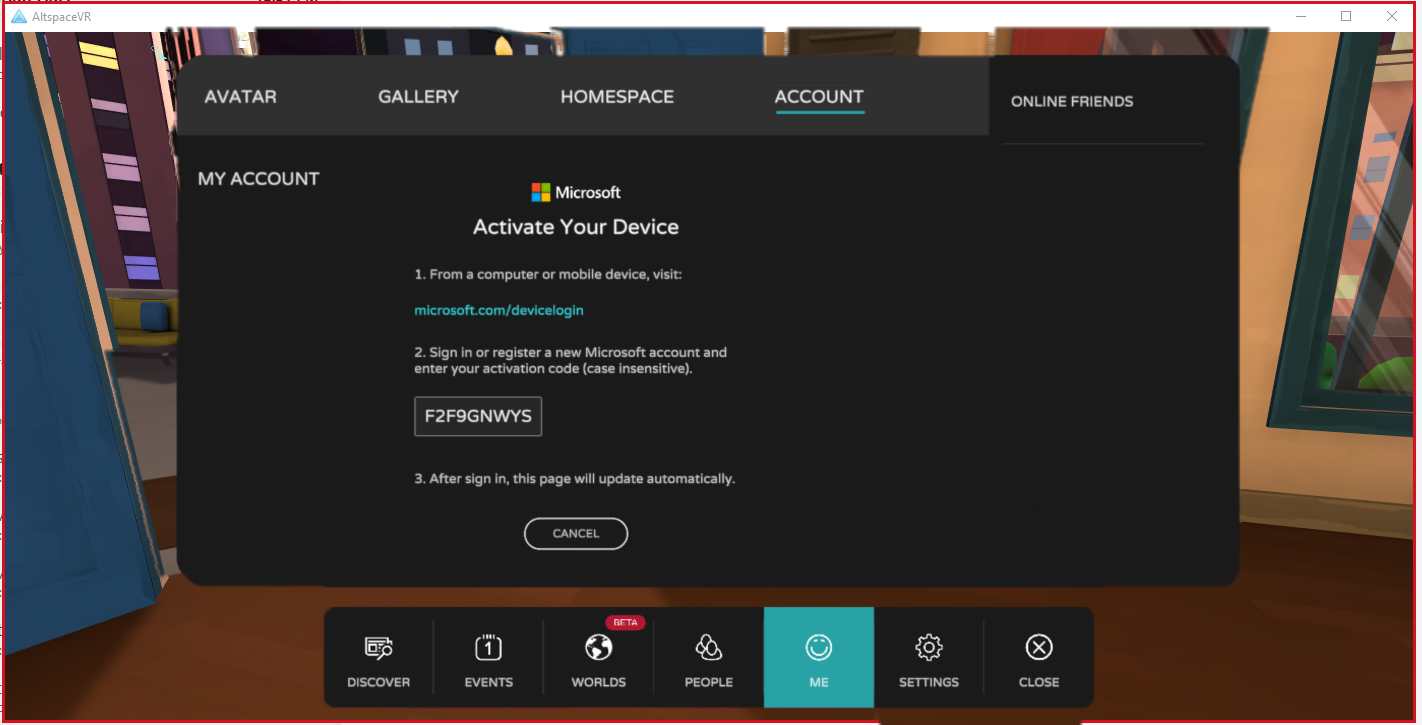 AltspaceVR
AVATAR
GALLERY
HOMESPACE
ACCOUNT
ONLINE FRIENDS
MY ACCOUNT
Microsoft
Activate Your Device
1. From a computer or mobile device, visit:
microsoft.com/devicelogin
2. Sign in or register a new Microsoft account and
enter your activation code (case insensitive).
F2F9GNWYS
3. After sign in, this page will update automatically.
CANCEL
DISCOVER
1
EVENTS
BETA
WORLDS
PEOPLE
ME
SETTINGS
CLOSE